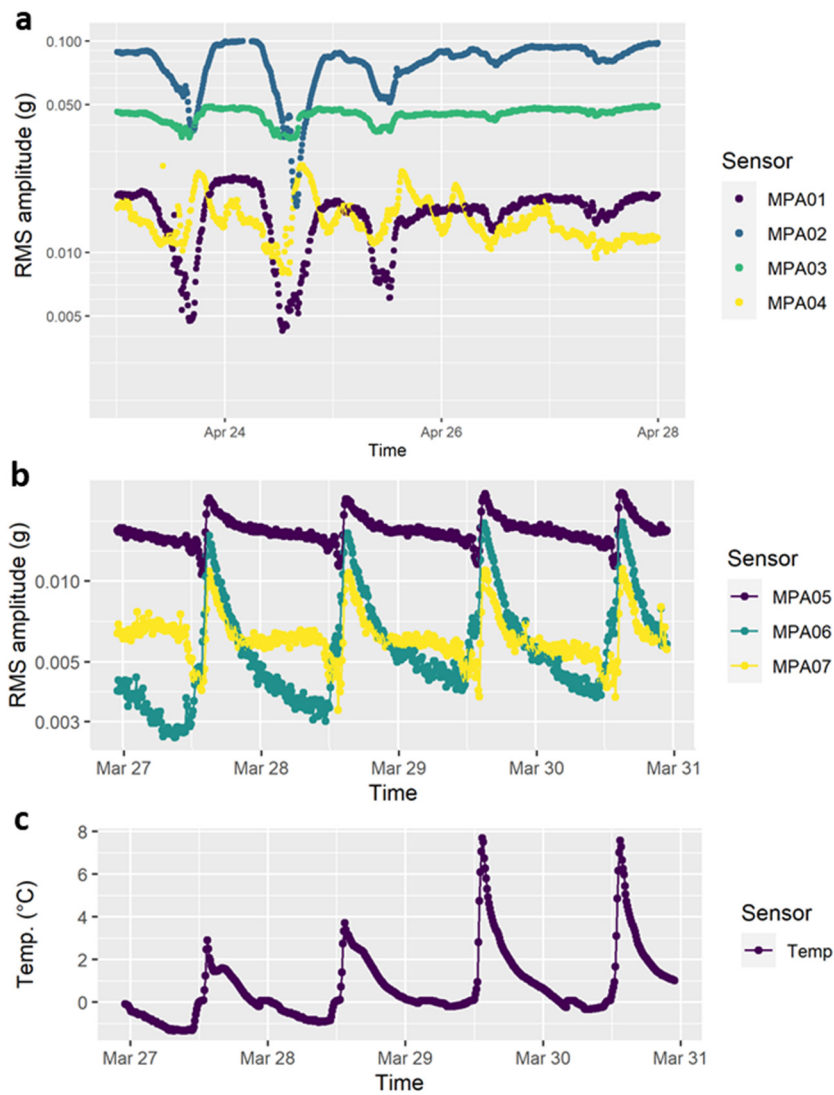 a
RMS amplitude (g)
0.100
0.050
0.010
0.005
Apr 24
Apr 26
Apr 28
Time
Sensor
MPA01
MPA02
MPA03
MPA04
b
RMS amplitude (g)
0.010
0.005
0.003
Mar 27
Mar 28
Mar 29
Mar 30
Mar 31
Time
Sensor
MPA05
MPA06
MPA07
c
Temp. (°C)
8
6
4
2
0
Mar 27
Mar 28
Mar 29
Mar 30
Mar 31
Time
Sensor
Temp